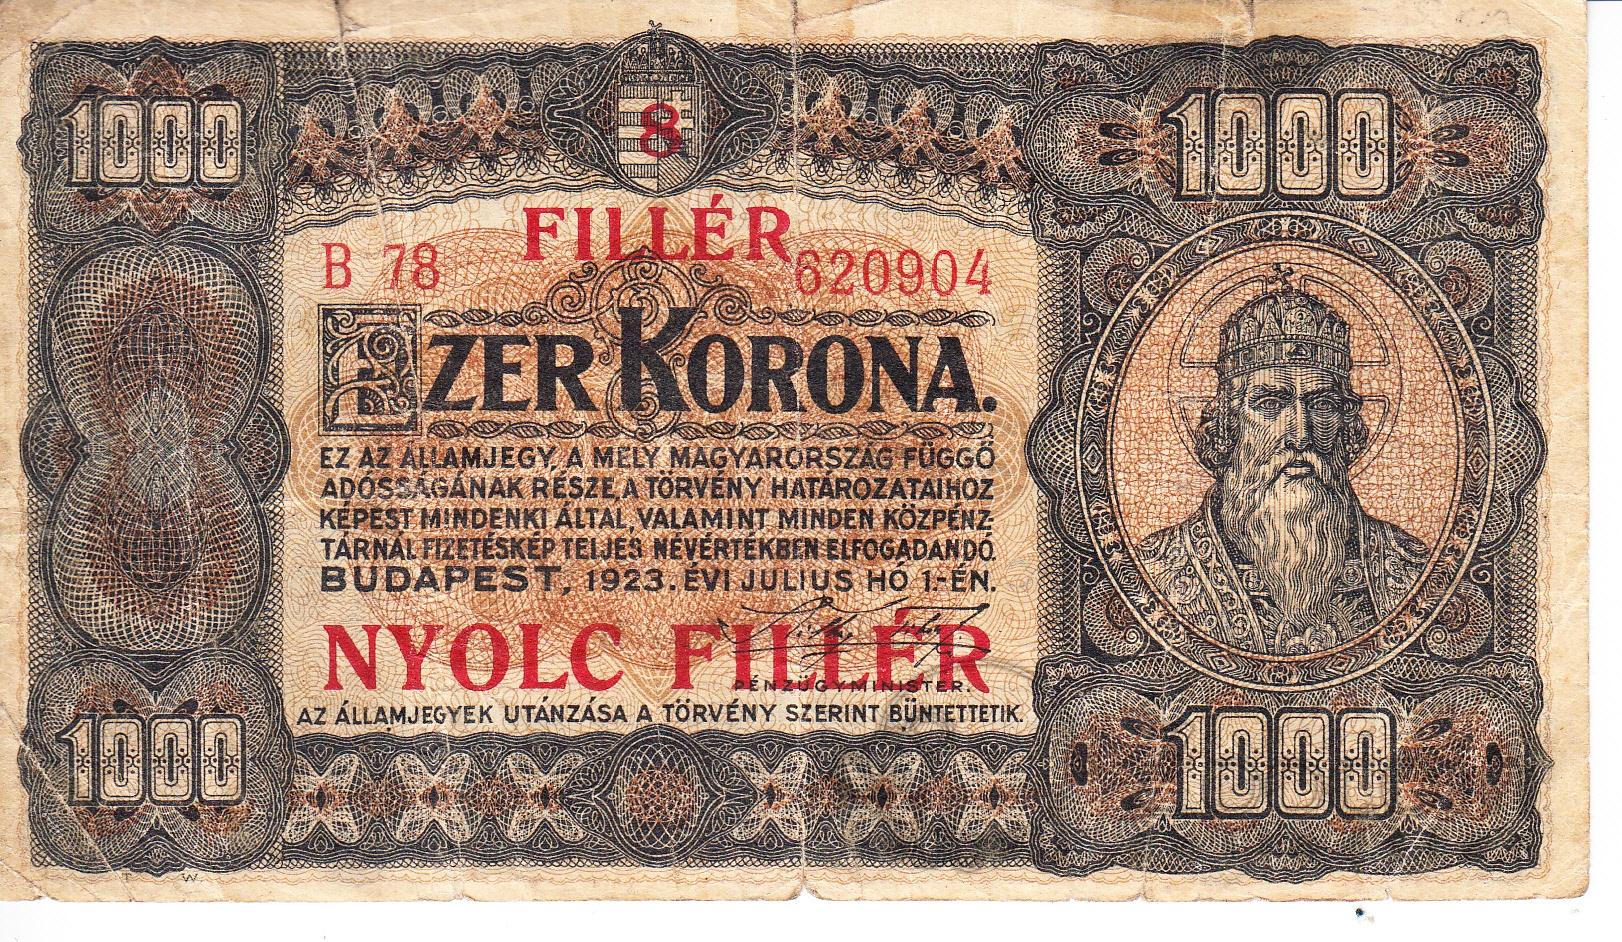 1000
8
1000
FILLÉR
B 78 620904
EZER KORONA.
EZ AZ ÁLLAMJEGY, A MELY MAGYARORSZÁG FÜGGŐ
ADÓSSÁGÁNAK RÉSZE, A TÖRVÉNY HATÁROZATAIHOZ
KÉPEST MINDENKI ÁLTAL, VALAMINT MINDEN KÖZPÉNZ-
TÁRNÁL FIZETÉSKÉP TELJES NÉVÉRTÉKBEN ELFOGADANDÓ.
BUDAPEST, 1923. ÉVI JULIUS HÓ 1.-ÉN.
NYOLC FILLÉR
PÉNZÜGYMINISTER.
AZ ÁLLAMJEGYEK UTÁNZÁSA A TÖRVÉNY SZERINT BÜNTETTETIK.
1000
1000